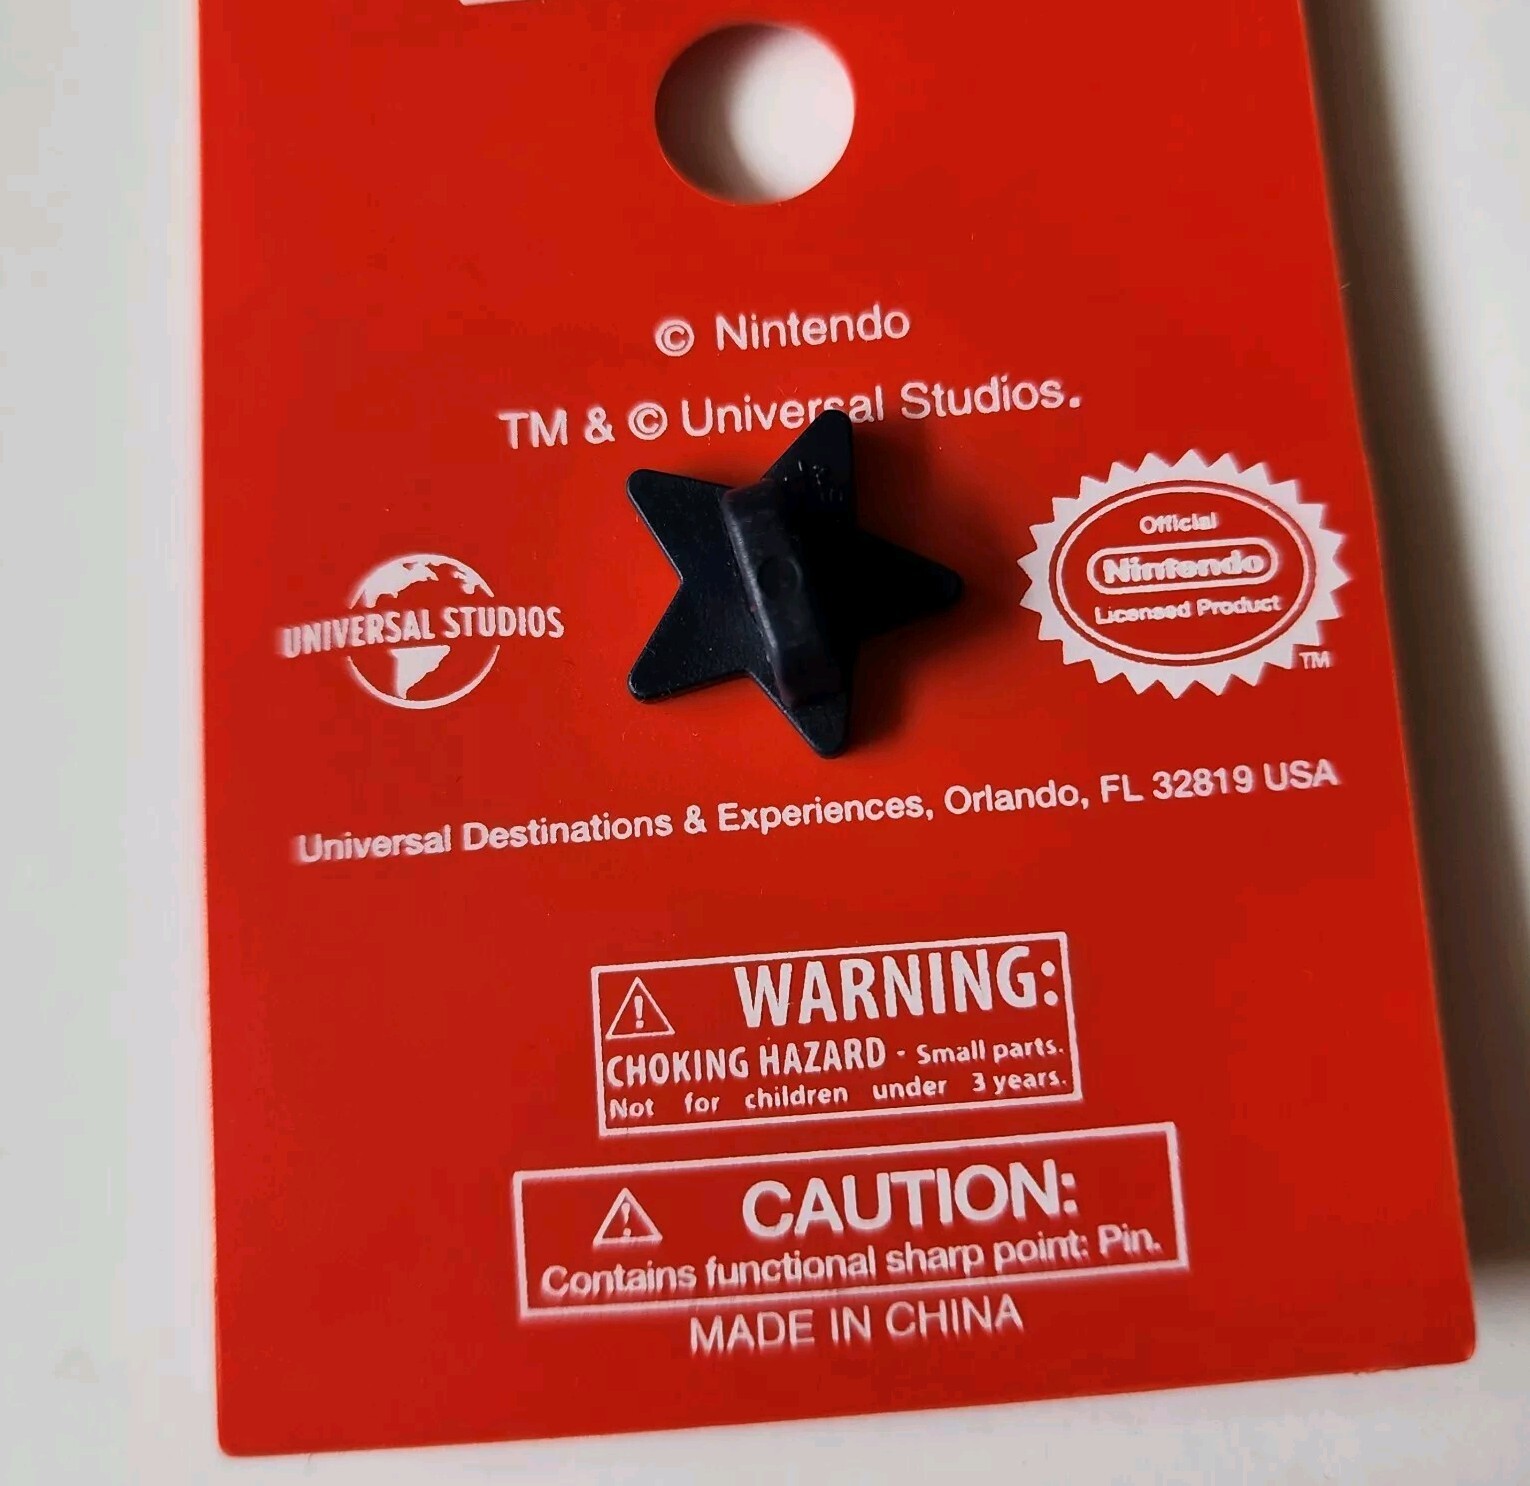 © Nintendo
TM & © Universal Studios.
UNIVERSAL STUDIOS
Official
Nintendo
Licensed Product
TM
Universal Destinations & Experiences, Orlando, FL 32819 USA
WARNING:
CHOKING HAZARD - Small parts.
Not for children under 3 years.
CAUTION:
Contains functional sharp point: Pin.
MADE IN CHINA